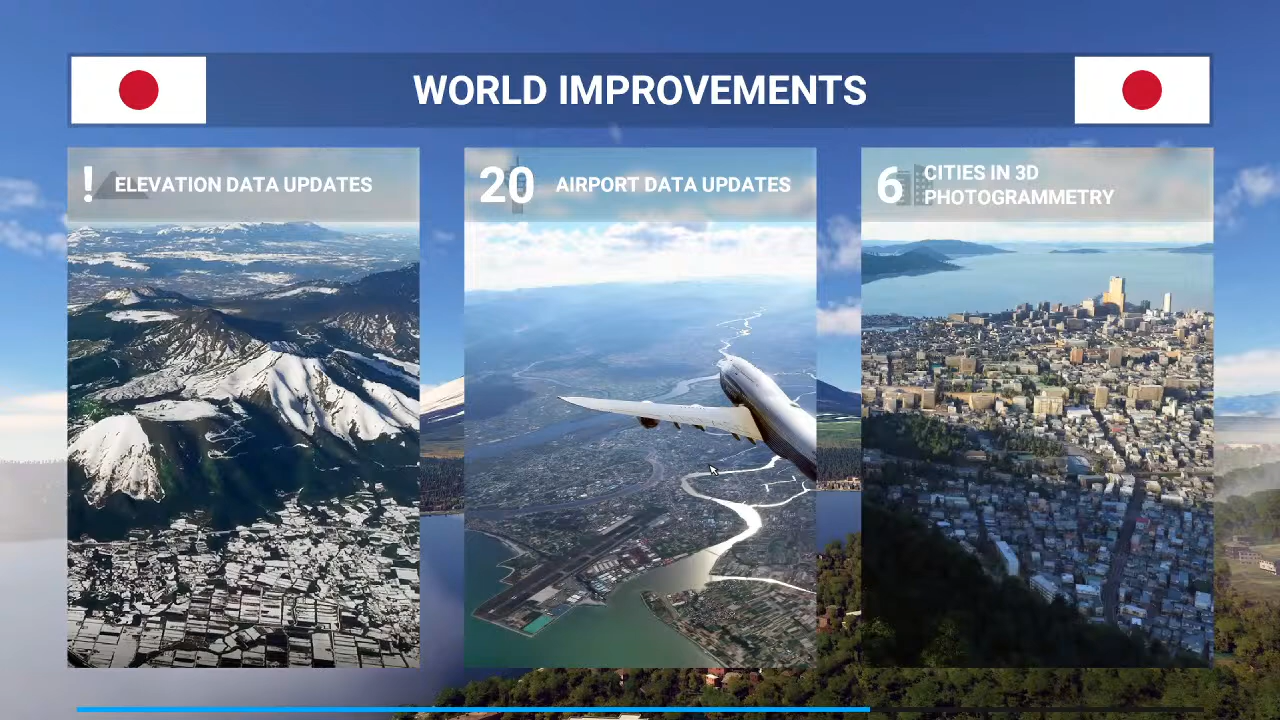 WORLD IMPROVEMENTS
! ELEVATION DATA UPDATES
20 AIRPORT DATA UPDATES
6 CITIES IN 3D
PHOTOGRAMMETRY